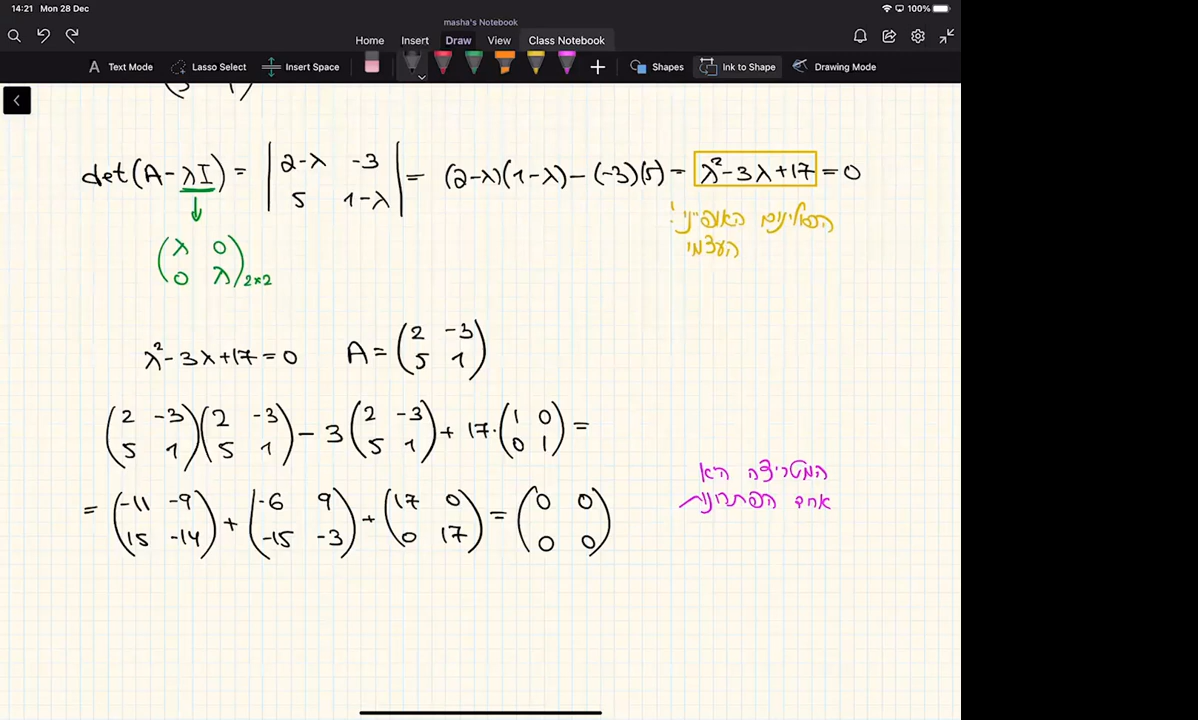 14:21 Mon 28 Dec
100%
masha's Notebook
Home Insert Draw View Class Notebook
Text Mode Lasso Select Insert Space Shapes Ink to Shape Drawing Mode
det(A-λI) = |2-λ -3; 5 1-λ| = (2-λ)(1-λ) - (-3)(5) = λ² - 3λ + 17 = 0
הפולינום האופייני
העצמי
(λ 0; 0 λ)₂ₓ₂
λ² - 3λ + 17 = 0 A = (2 -3; 5 1)
(2 -3; 5 1)(2 -3; 5 1) - 3(2 -3; 5 1) + 17·(1 0; 0 1) =
= (-11 -9; 15 -14) + (-6 9; -15 -3) + (17 0; 0 17) = (0 0; 0 0)
המטריצה היא
אחד הפתרונות